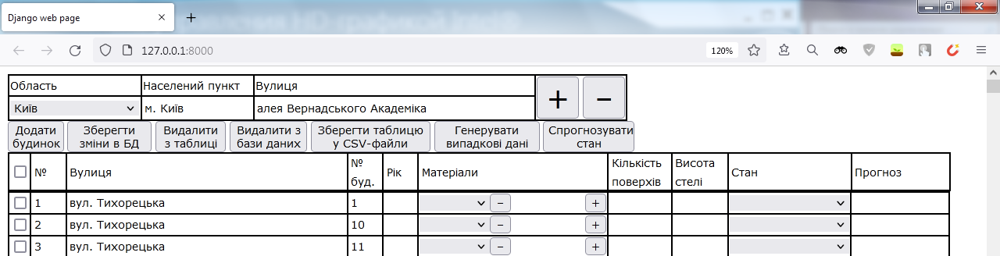 Django web page
127.0.0.1:8000
120%
Область Населений пункт Вулиця
Київ м. Київ алея Вернадського Академіка + −
Додати будинок
Зберегти зміни в БД
Видалити з таблиці
Видалити з бази даних
Зберегти таблицю у CSV-файли
Генерувати випадкові дані
Спрогнозувати стан
№ Вулиця № буд. Рік Матеріали Кількість поверхів Висота стелі Стан Прогноз
1 вул. Тихорецька 1 − +
2 вул. Тихорецька 10 − +
3 вул. Тихорецька 11 − +